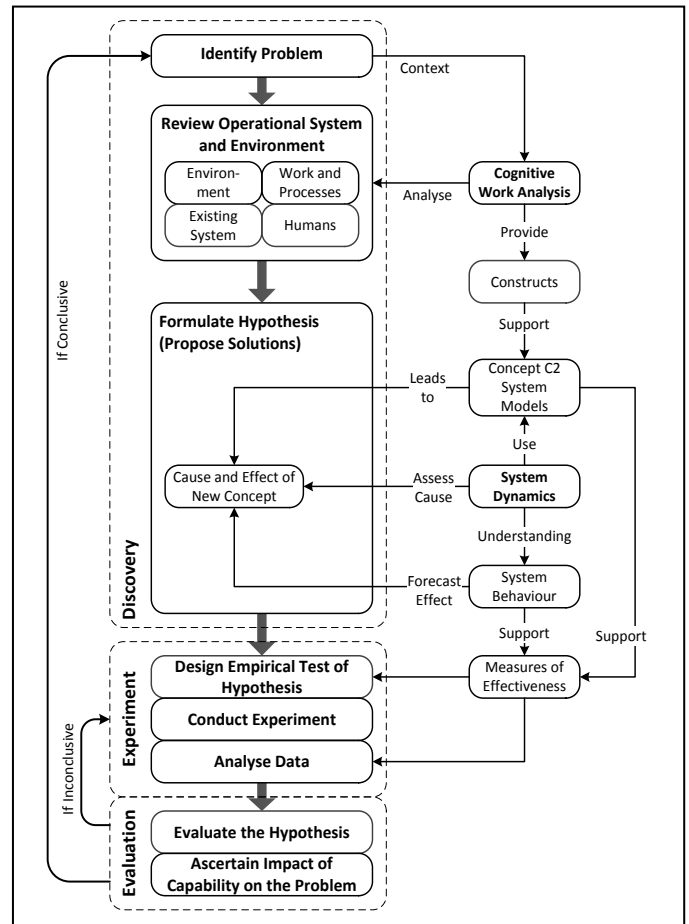 Identify Problem
Context
Review Operational System
and Environment
Environ-
ment
Work and
Processes
Existing
System
Humans
Cognitive
Work Analysis
Analyse
Provide
Constructs
Support
Formulate Hypothesis
(Propose Solutions)
Concept C2
System
Models
Leads
to
Use
Cause and Effect of
New Concept
Assess
Cause
System
Dynamics
Understanding
Forecast
Effect
System
Behaviour
Support
Support
Measures of
Effectiveness
Discovery
If Conclusive
Design Empirical Test of
Hypothesis
Conduct Experiment
Analyse Data
Experiment
If Inconclusive
Evaluate the Hypothesis
Ascertain Impact of
Capability on the Problem
Evaluation